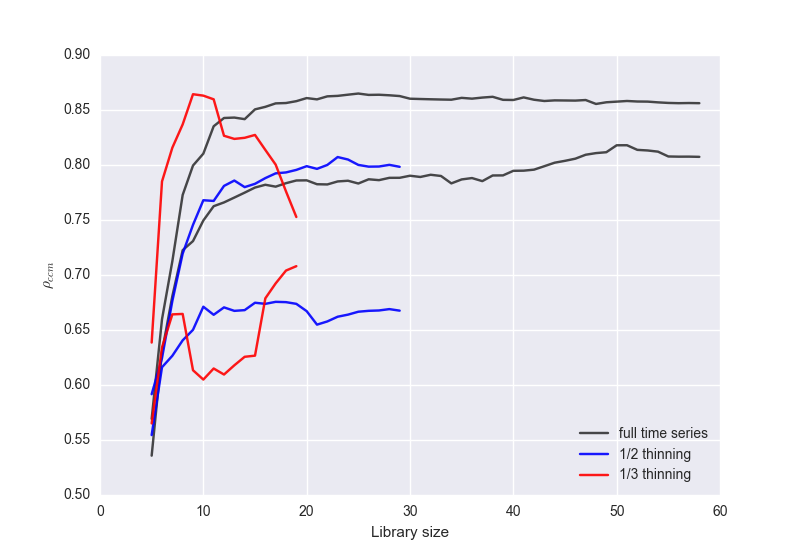 0.90
0.85
0.80
0.75
0.70
0.65
0.60
0.55
0.50
ρccm
0 10 20 30 40 50 60
Library size
full time series
1/2 thinning
1/3 thinning